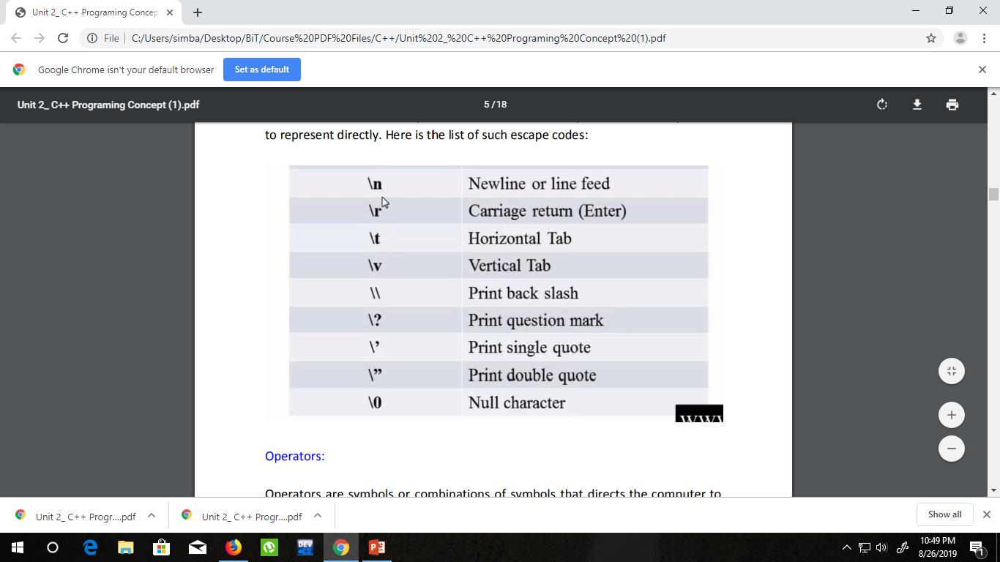 Unit 2_ C++ Programing Concep
File C:/Users/simba/Desktop/BiT/Course%20PDF%20Files/C++/Unit%202_%20C++%20Programing%20Concept%20(1).pdf
Google Chrome isn't your default browser Set as default
Unit 2_ C++ Programing Concept (1).pdf 5 / 18
to represent directly. Here is the list of such escape codes:
\n Newline or line feed
\r Carriage return (Enter)
\t Horizontal Tab
\v Vertical Tab
\\ Print back slash
\? Print question mark
\’ Print single quote
\” Print double quote
\0 Null character
www
Operators:
Operators are symbols or combinations of symbols that directs the computer to
Unit 2_ C++ Progr....pdf Unit 2_ C++ Progr....pdf Show all
DEV C++ 10:49 PM
8/26/2019 1